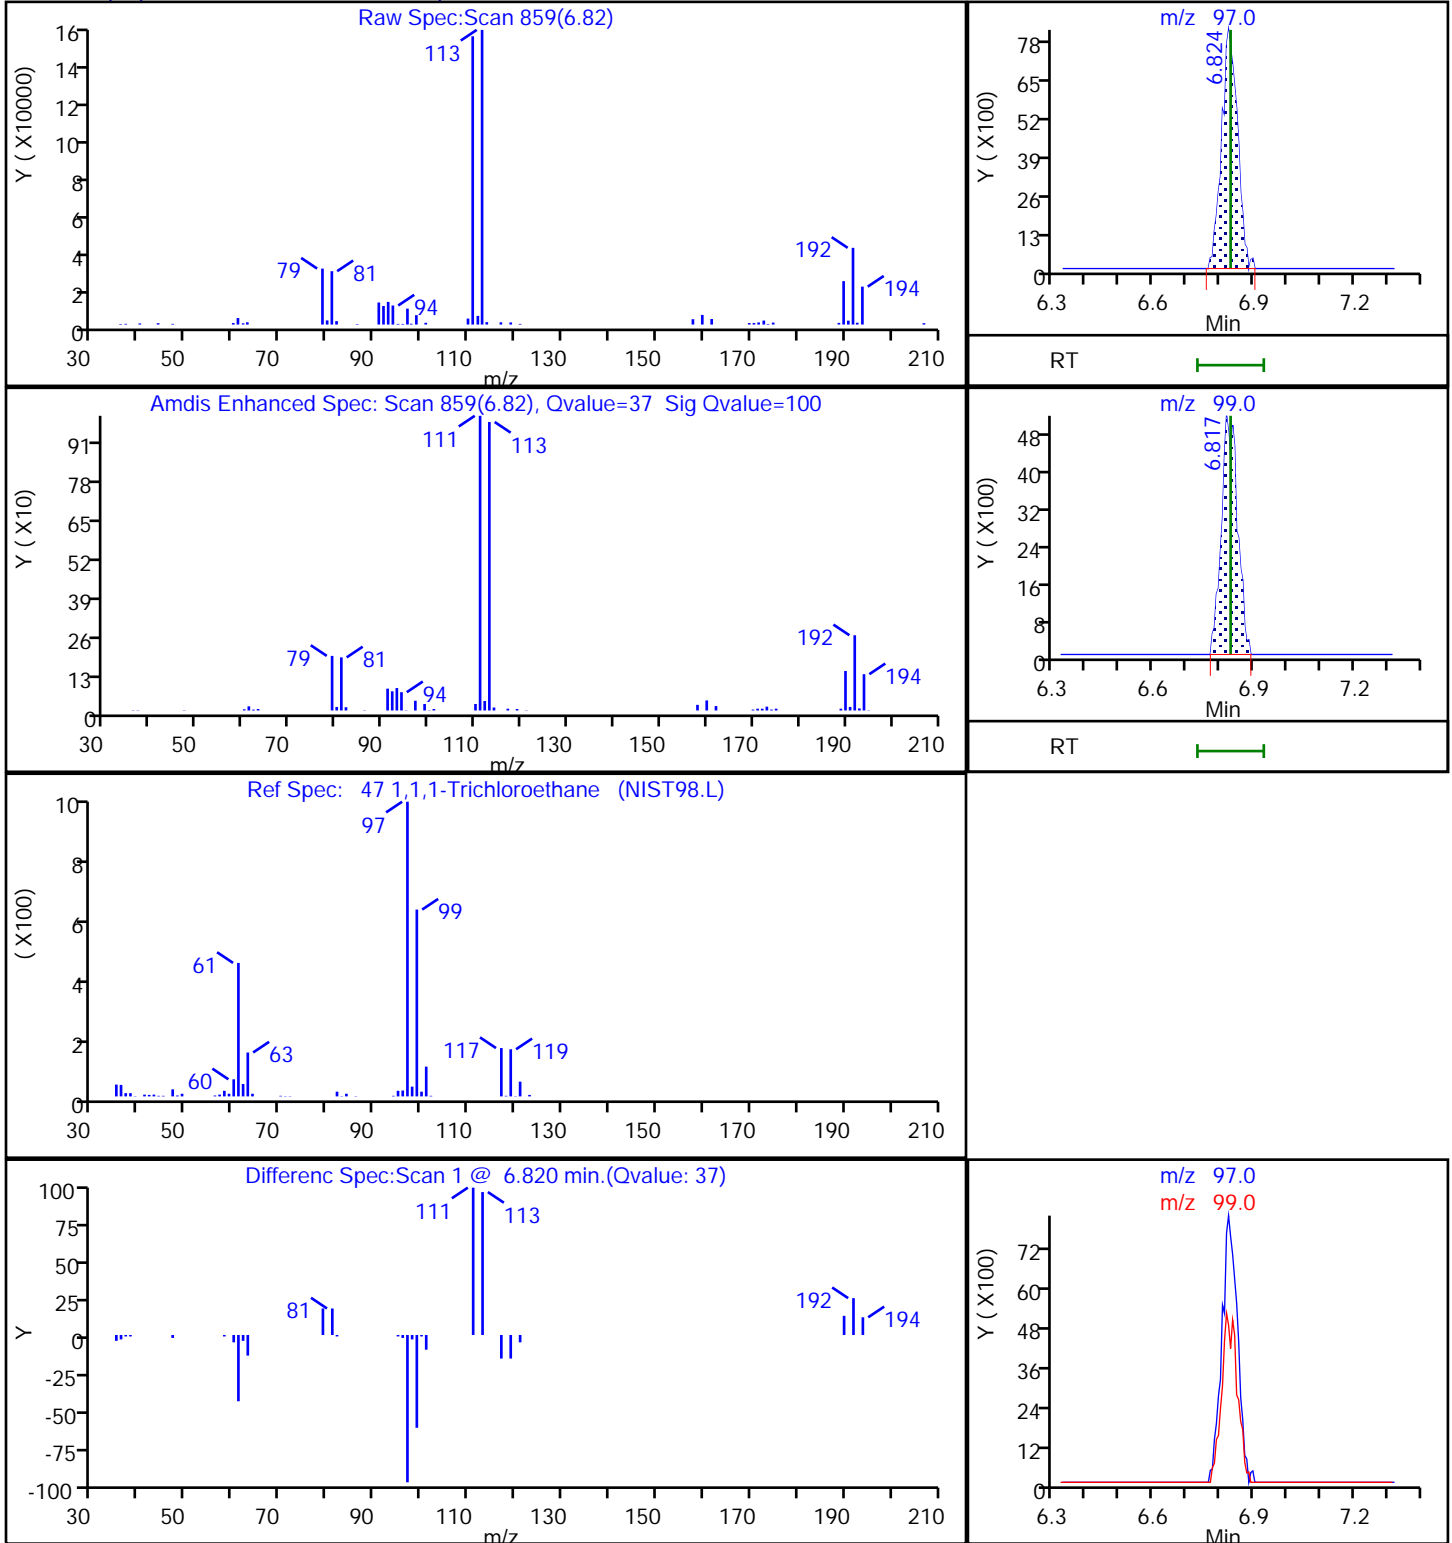 Raw Spec:Scan 859(6.82)
Y ( X10000)
16
14
12
10
8
6
4
2
0
113
79
81
94
192
194
30 50 70 90 110 130 150 170 190 210
m/z
m/z 97.0
Y ( X100)
78
65
52
39
26
13
0
6.824
6.3 6.6 6.9 7.2
Min
RT
Amdis Enhanced Spec: Scan 859(6.82), Qvalue=37 Sig Qvalue=100
Y ( X10)
91
78
65
52
39
26
13
0
111
113
79
81
94
192
194
30 50 70 90 110 130 150 170 190 210
m/z
m/z 99.0
Y ( X100)
48
40
32
24
16
8
0
6.817
6.3 6.6 6.9 7.2
Min
RT
Ref Spec: 47 1,1,1-Trichloroethane (NIST98.L)
( X100)
10
8
6
4
2
0
97
99
61
63
60
117
119
30 50 70 90 110 130 150 170 190 210
Differenc Spec:Scan 1 @ 6.820 min.(Qvalue: 37)
Y
100
75
50
25
0
-25
-50
-75
-100
111
113
81
192
194
30 50 70 90 110 130 150 170 190 210
m/z
m/z 97.0
m/z 99.0
Y ( X100)
72
60
48
36
24
12
0
6.3 6.6 6.9 7.2
Min